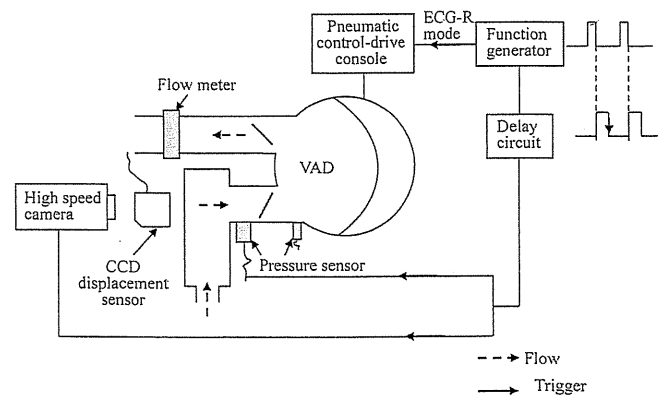 Pneumatic
control-drive
console
ECG-R
mode
Function
generator
Flow meter
Delay
circuit
VAD
High speed
camera
CCD
displacement
sensor
Pressure sensor
Flow
Trigger